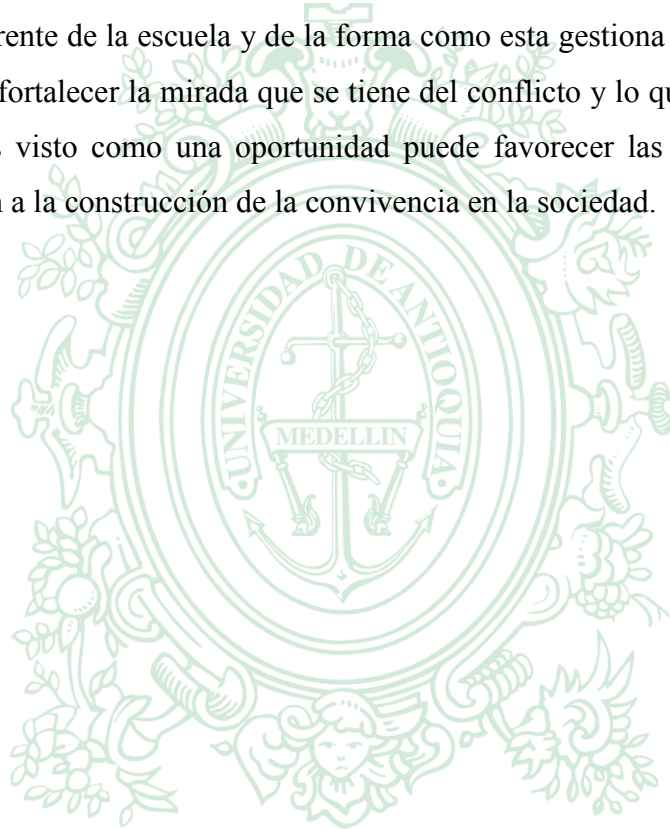 rente de la escuela y de la forma como esta gestiona
fortalecer la mirada que se tiene del conflicto y lo qu
visto como una oportunidad puede favorecer las
a la construcción de la convivencia en la sociedad.
UNIVERSIDAD DE ANTIOQUIA
MEDELLIN